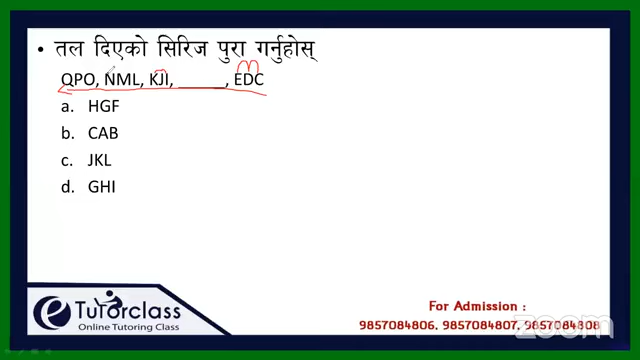 • तल दिएको सिरिज पुरा गर्नुहोस्
QPO, NML, KJI, ______, EDC
a. HGF
b. CAB
c. JKL
d. GHI
e Tutorclass
Online Tutoring Class
For Admission :
9857084806, 9857084807, 9857084808
zoom